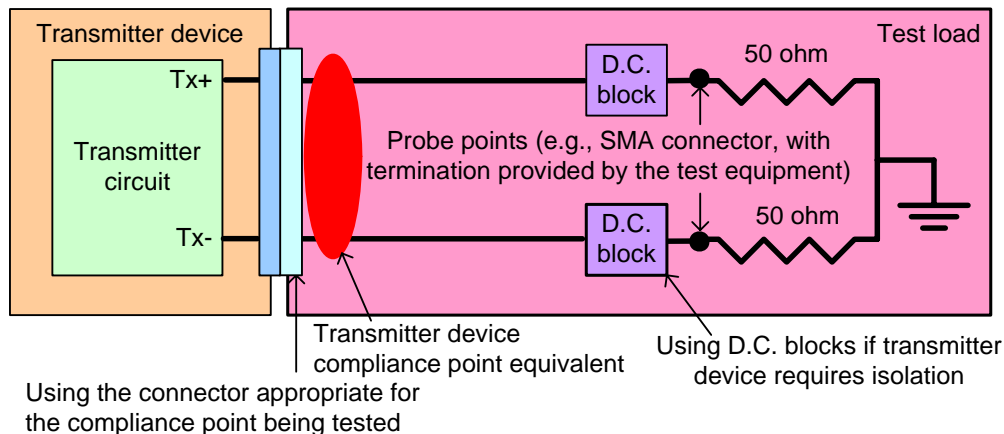 Transmitter device
Test load
Tx+
D.C.
block
50 ohm
Transmitter
circuit
Probe points (e.g., SMA connector, with
termination provided by the test equipment)
Tx-
D.C.
block
50 ohm
Transmitter device
compliance point equivalent
Using D.C. blocks if transmitter
device requires isolation
Using the connector appropriate for
the compliance point being tested